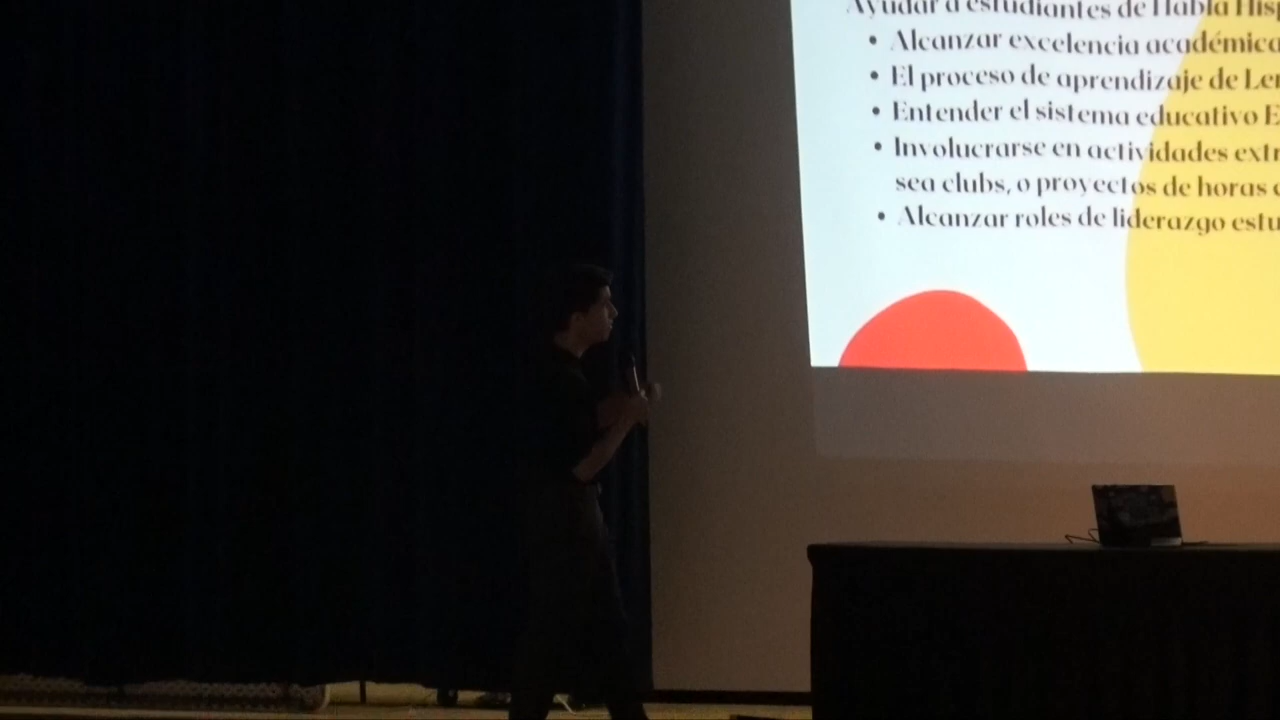 Ayudar a estudiantes de Habla
• Alcanzar excelencia académica
• El proceso de aprendizaje de
• Entender el sistema educativo
• Involucrarse en actividades
sea clubs, o proyectos de horas
• Alcanzar roles de liderazgo